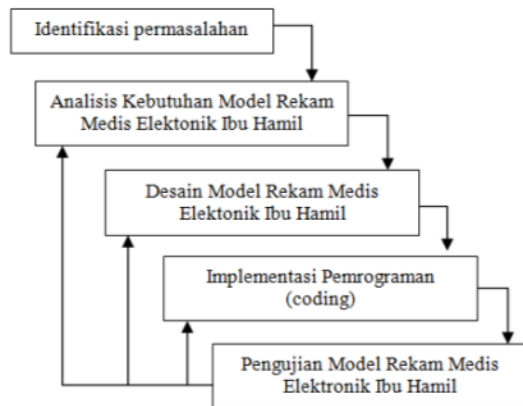 Identifikasi permasalahan
Analisis Kebutuhan Model Rekam
Medis Elektonik Ibu Hamil
Desain Model Rekam Medis
Elektonik Ibu Hamil
Implementasi Pemrograman
(coding)
Pengujian Model Rekam Medis
Elektronik Ibu Hamil